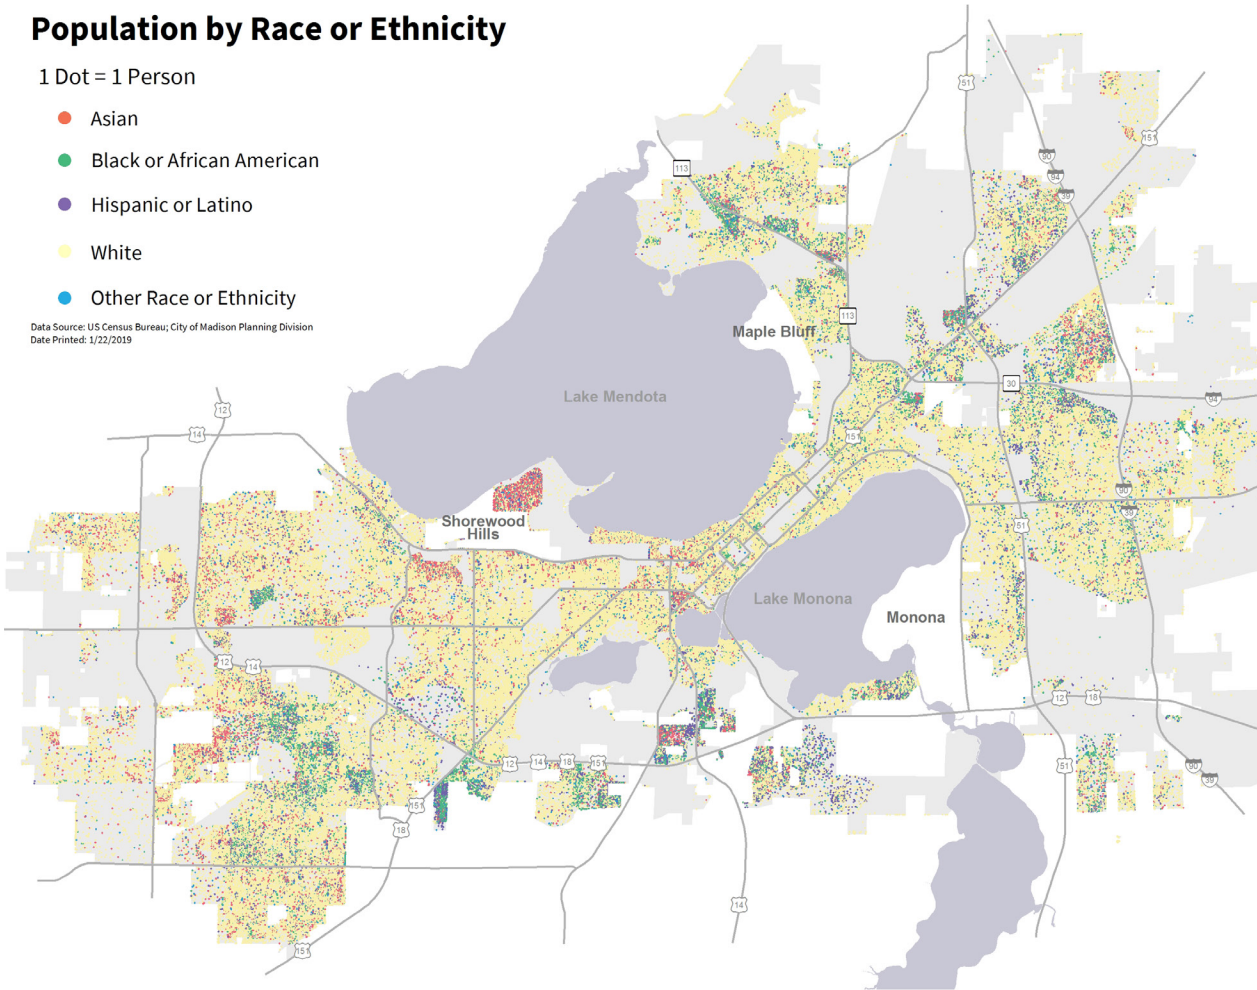 Population by Race or Ethnicity
1 Dot = 1 Person
Asian
Black or African American
Hispanic or Latino
White
Other Race or Ethnicity
Data Source: US Census Bureau; City of Madison Planning Division
Date Printed: 1/22/2019
51
151
90
94
39
113
113
Maple Bluff
30
94
Lake Mendota
12
14
151
90
39
51
Shorewood
Hills
Lake Monona
Monona
12
14
12
18
12
14
18
151
51
90
39
151
18
14
151